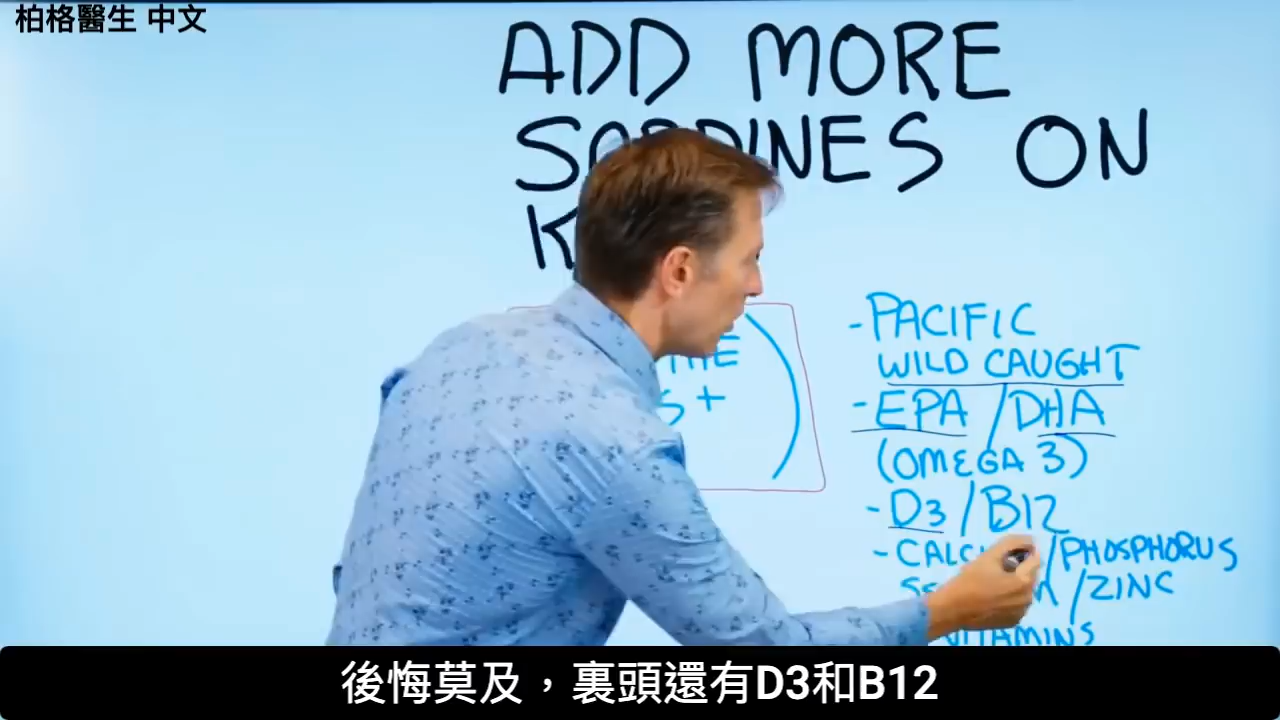 柏格醫生 中文
ADD MORE
SARDINES ON
K
- PACIFIC
WILD CAUGHT
- EPA / DHA
(OMEGA 3)
- D3 / B12
- CALCIUM / PHOSPHORUS
/ ZINC
VITAMINS
後悔莫及，裏頭還有D3和B12